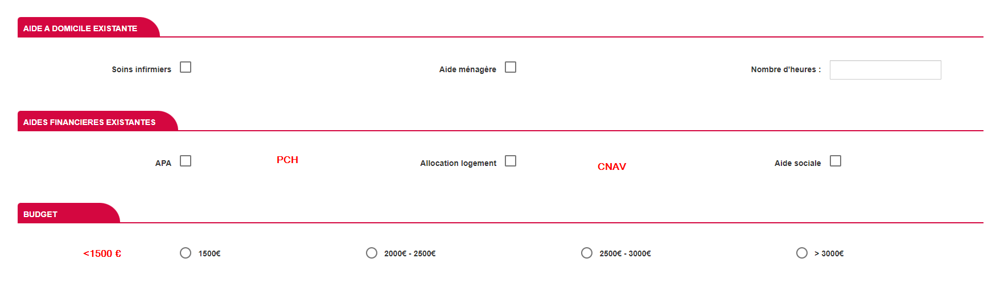 AIDE A DOMICILE EXISTANTE
Soins infirmiers Aide ménagère Nombre d'heures :
AIDES FINANCIERES EXISTANTES
APA PCH Allocation logement CNAV Aide sociale
BUDGET
<1500 € 1500€ 2000€ - 2500€ 2500€ - 3000€ > 3000€